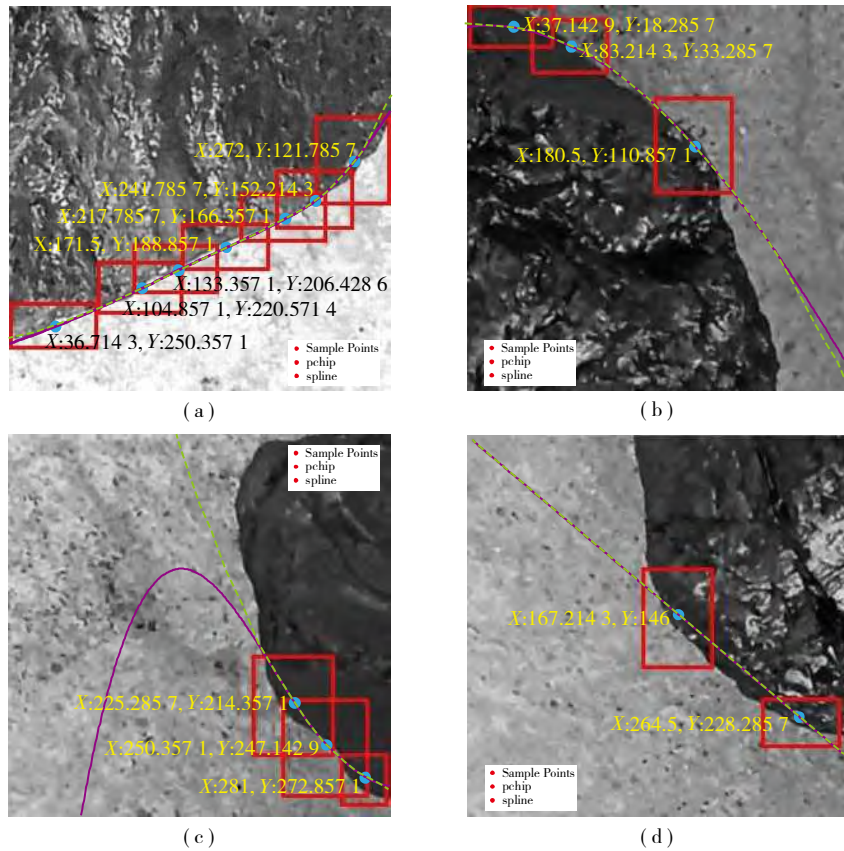 X:272, Y:121.785 7
X:241.785 7, Y:152.214 3
X:217.785 7, Y:166.357 1
X:171.5, Y:188.857 1
X:133.357 1, Y:206.428 6
X:104.857 1, Y:220.571 4
X:36.714 3, Y:250.357 1
Sample Points
pchip
spline
(a)
X:37.142 9, Y:18.285 7
X:83.214 3, Y:33.285 7
X:180.5, Y:110.857 1
Sample Points
pchip
spline
(b)
Sample Points
pchip
spline
X:225.285 7, Y:214.357 1
X:250.357 1, Y:247.142 9
X:281, Y:272.857 1
(c)
X:167.214 3, Y:146
X:264.5, Y:228.285 7
Sample Points
pchip
spline
(d)